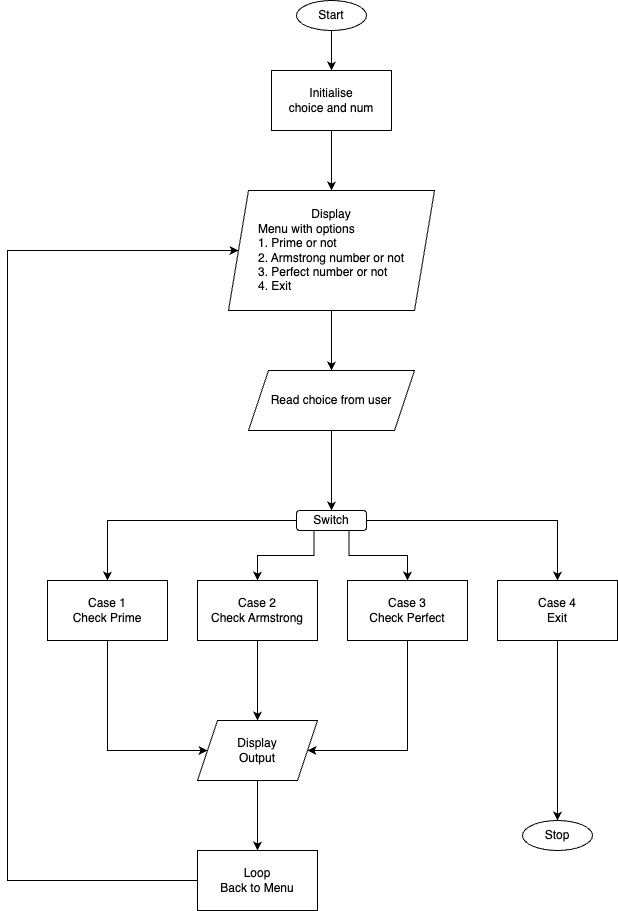 Start
Initialise
choice and num
Display
Menu with options
1. Prime or not
2. Armstrong number or not
3. Perfect number or not
4. Exit
Read choice from user
Switch
Case 1
Check Prime
Case 2
Check Armstrong
Case 3
Check Perfect
Case 4
Exit
Display
Output
Stop
Loop
Back to Menu